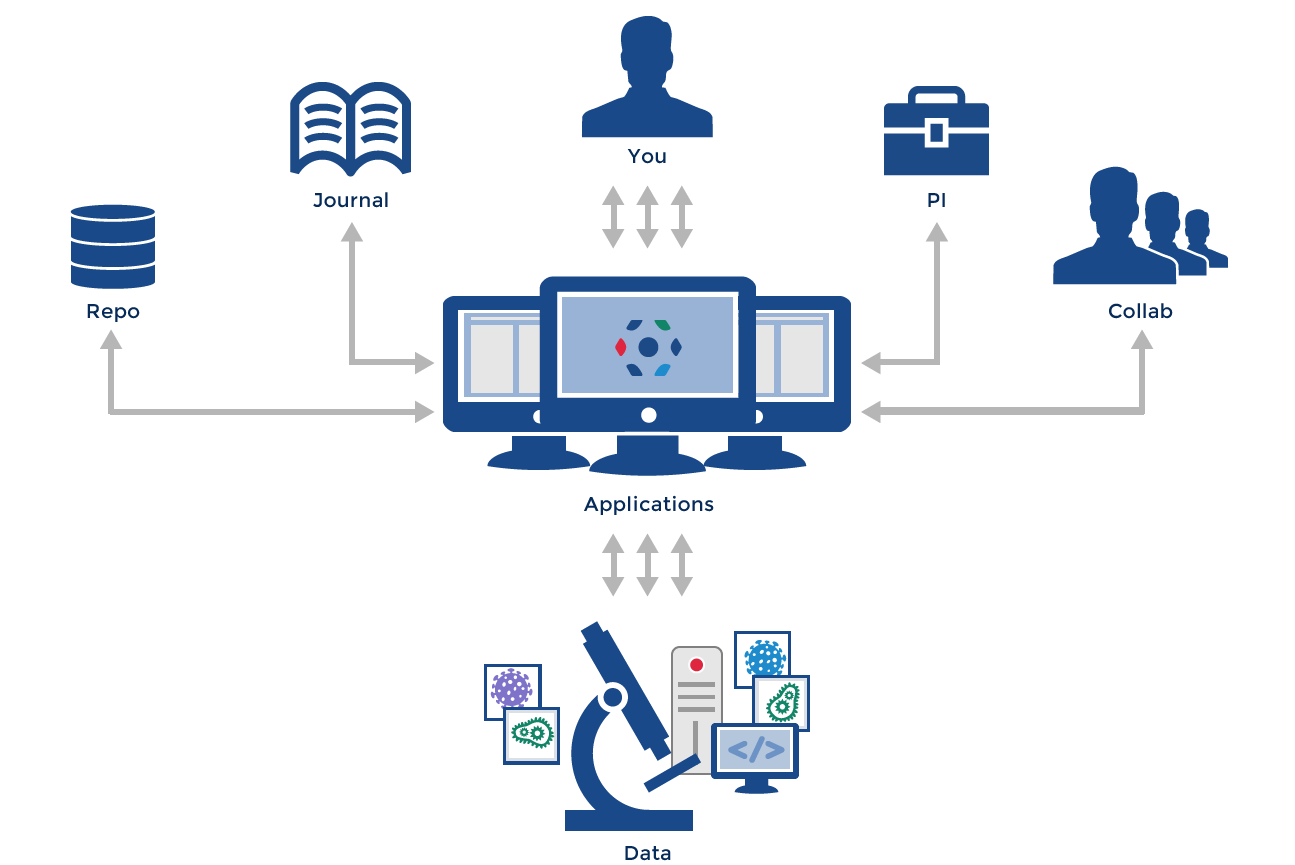 You
Journal
PI
Repo
Collab
Applications
</>
Data